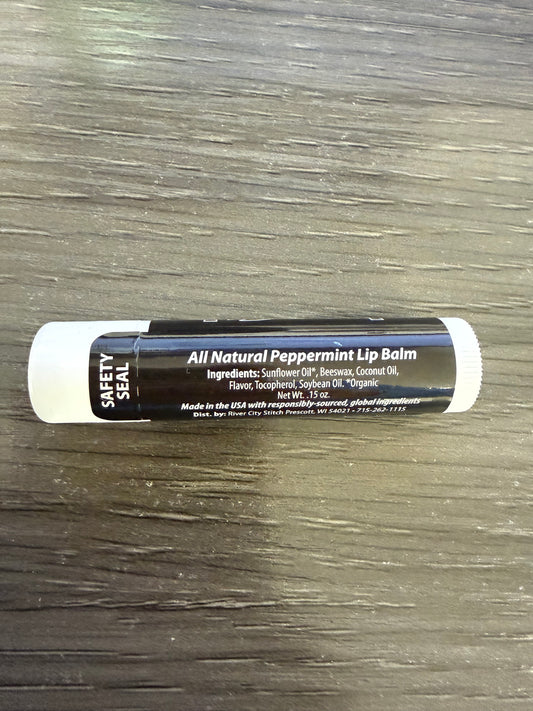 SAFETY
SEAL
All Natural Peppermint Lip Balm
Ingredients: Sunflower Oil*, Beeswax, Coconut Oil,
Flavor, Tocopherol, Soybean Oil. *Organic
Net Wt. .15 oz.
Made in the USA with responsibly-sourced, global ingredients
Dist. by: River City Stitch Prescott, WI 54021 • 715-262-1115